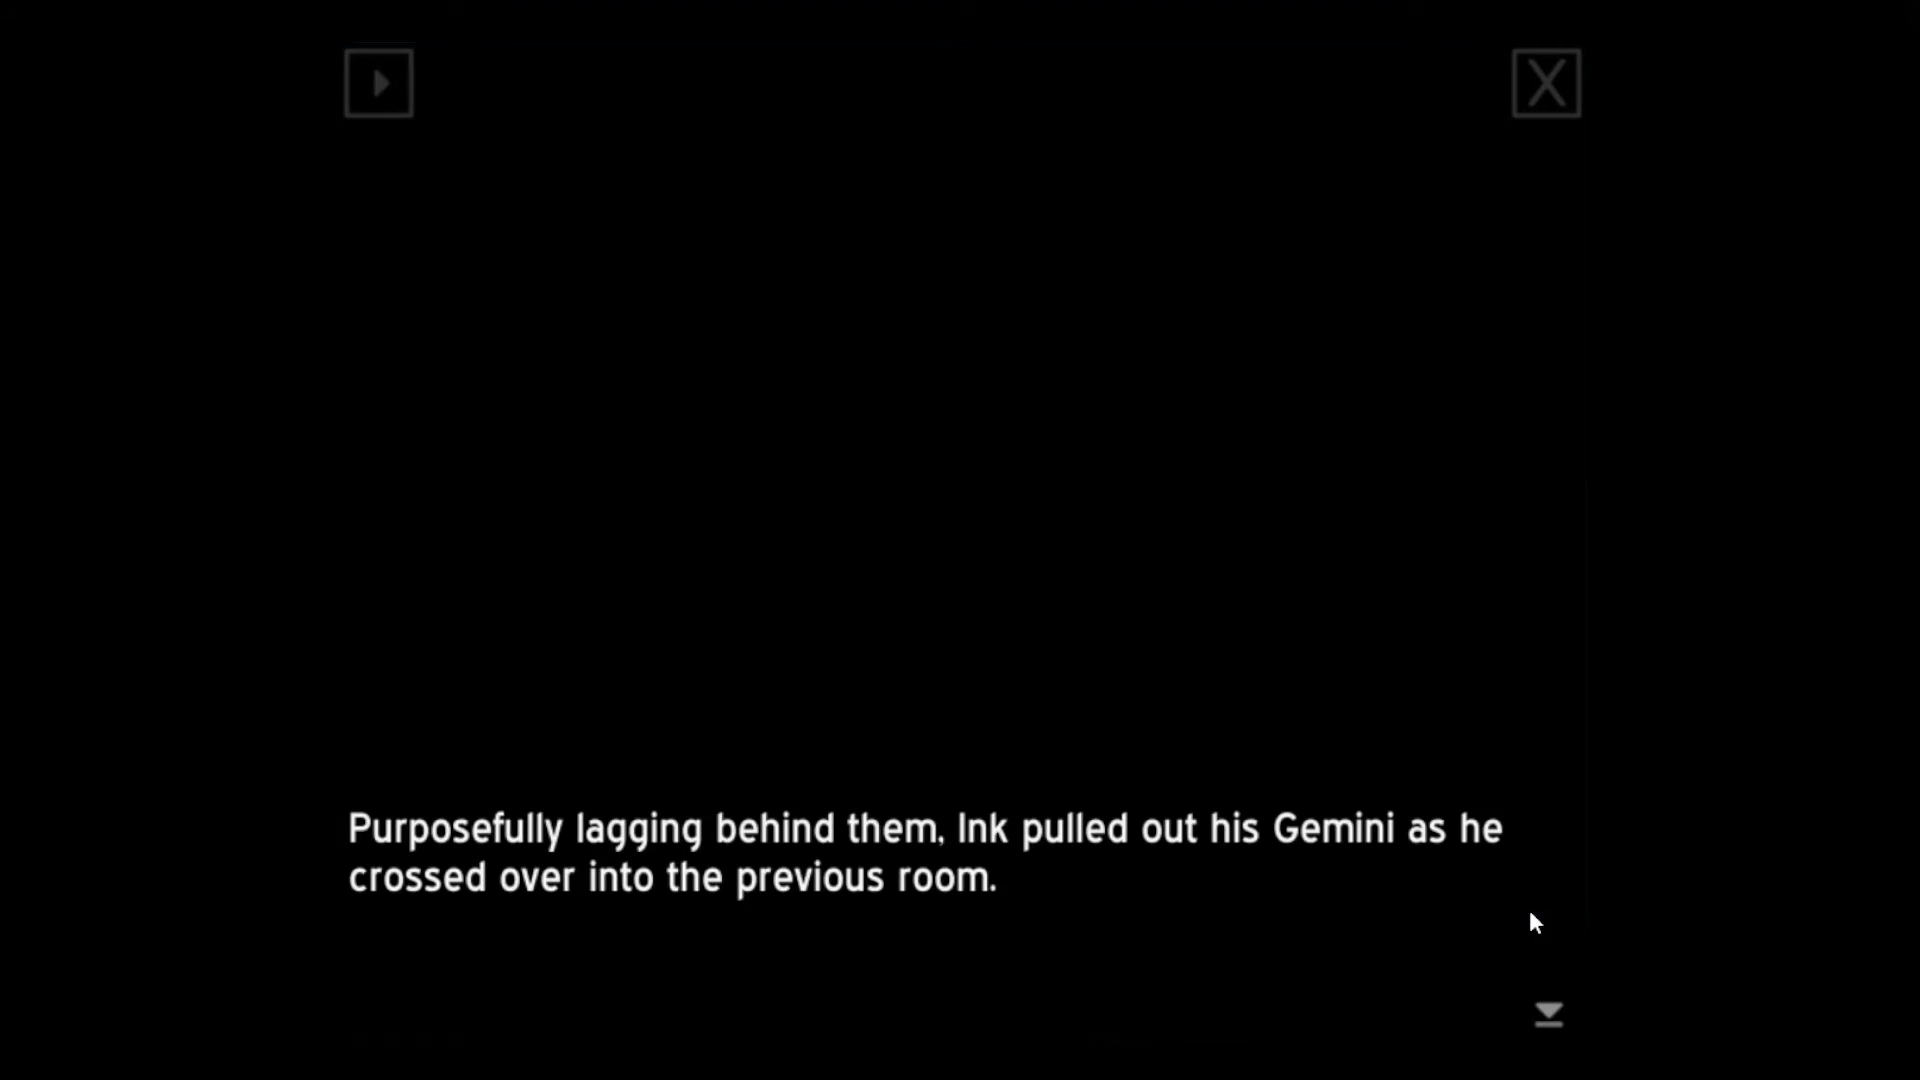 X
Purposefully lagging behind them, Ink pulled out his Gemini as he
crossed over into the previous room.